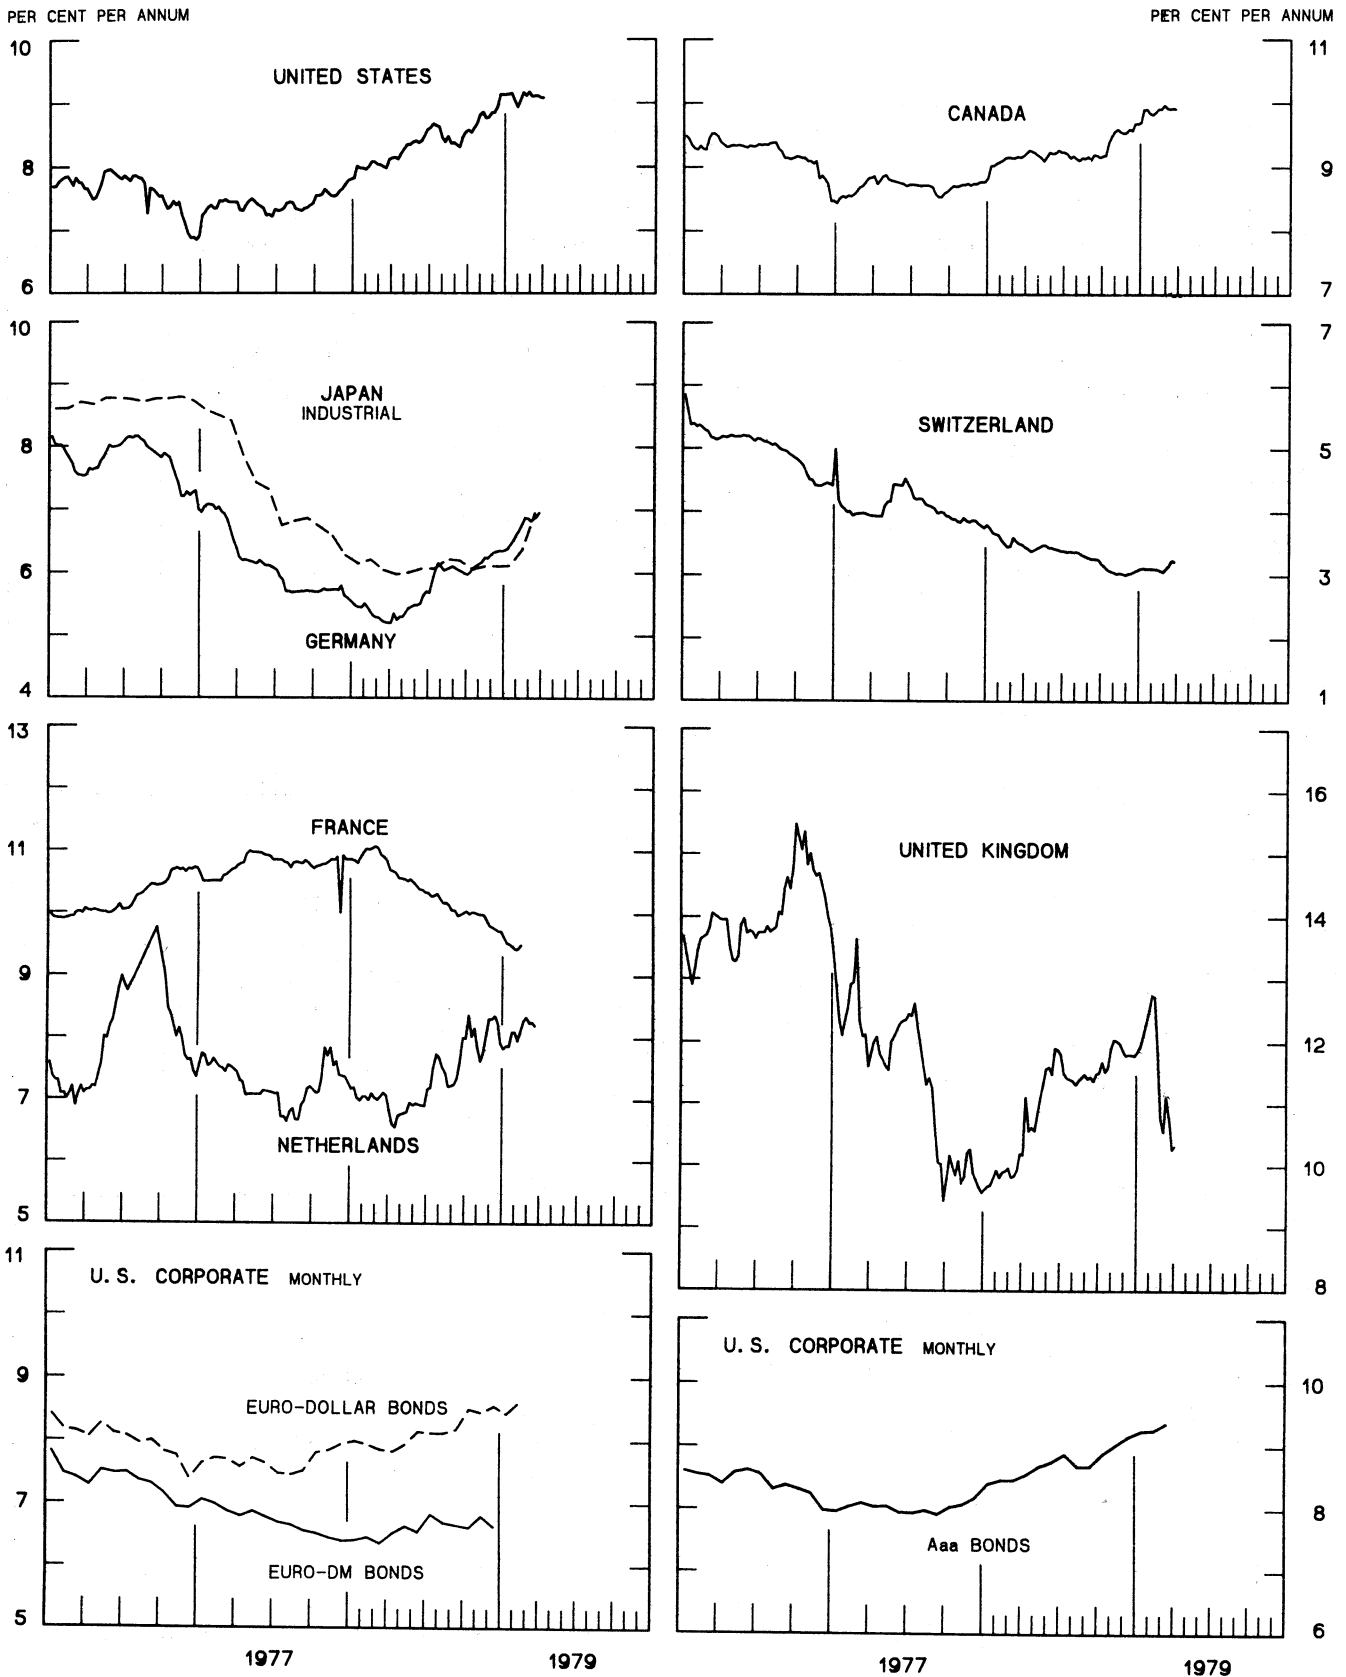 PER CENT PER ANNUM
PER CENT PER ANNUM
10
UNITED STATES
8
6
CANADA
11
9
7
10
JAPAN
INDUSTRIAL
8
6
GERMANY
4
7
SWITZERLAND
5
3
1
13
FRANCE
11
9
7
NETHERLANDS
5
16
UNITED KINGDOM
14
12
10
8
11
U.S. CORPORATE MONTHLY
9
EURO-DOLLAR BONDS
7
EURO-DM BONDS
5
1977
1979
U.S. CORPORATE MONTHLY
10
8
Aaa BONDS
6
1977
1979